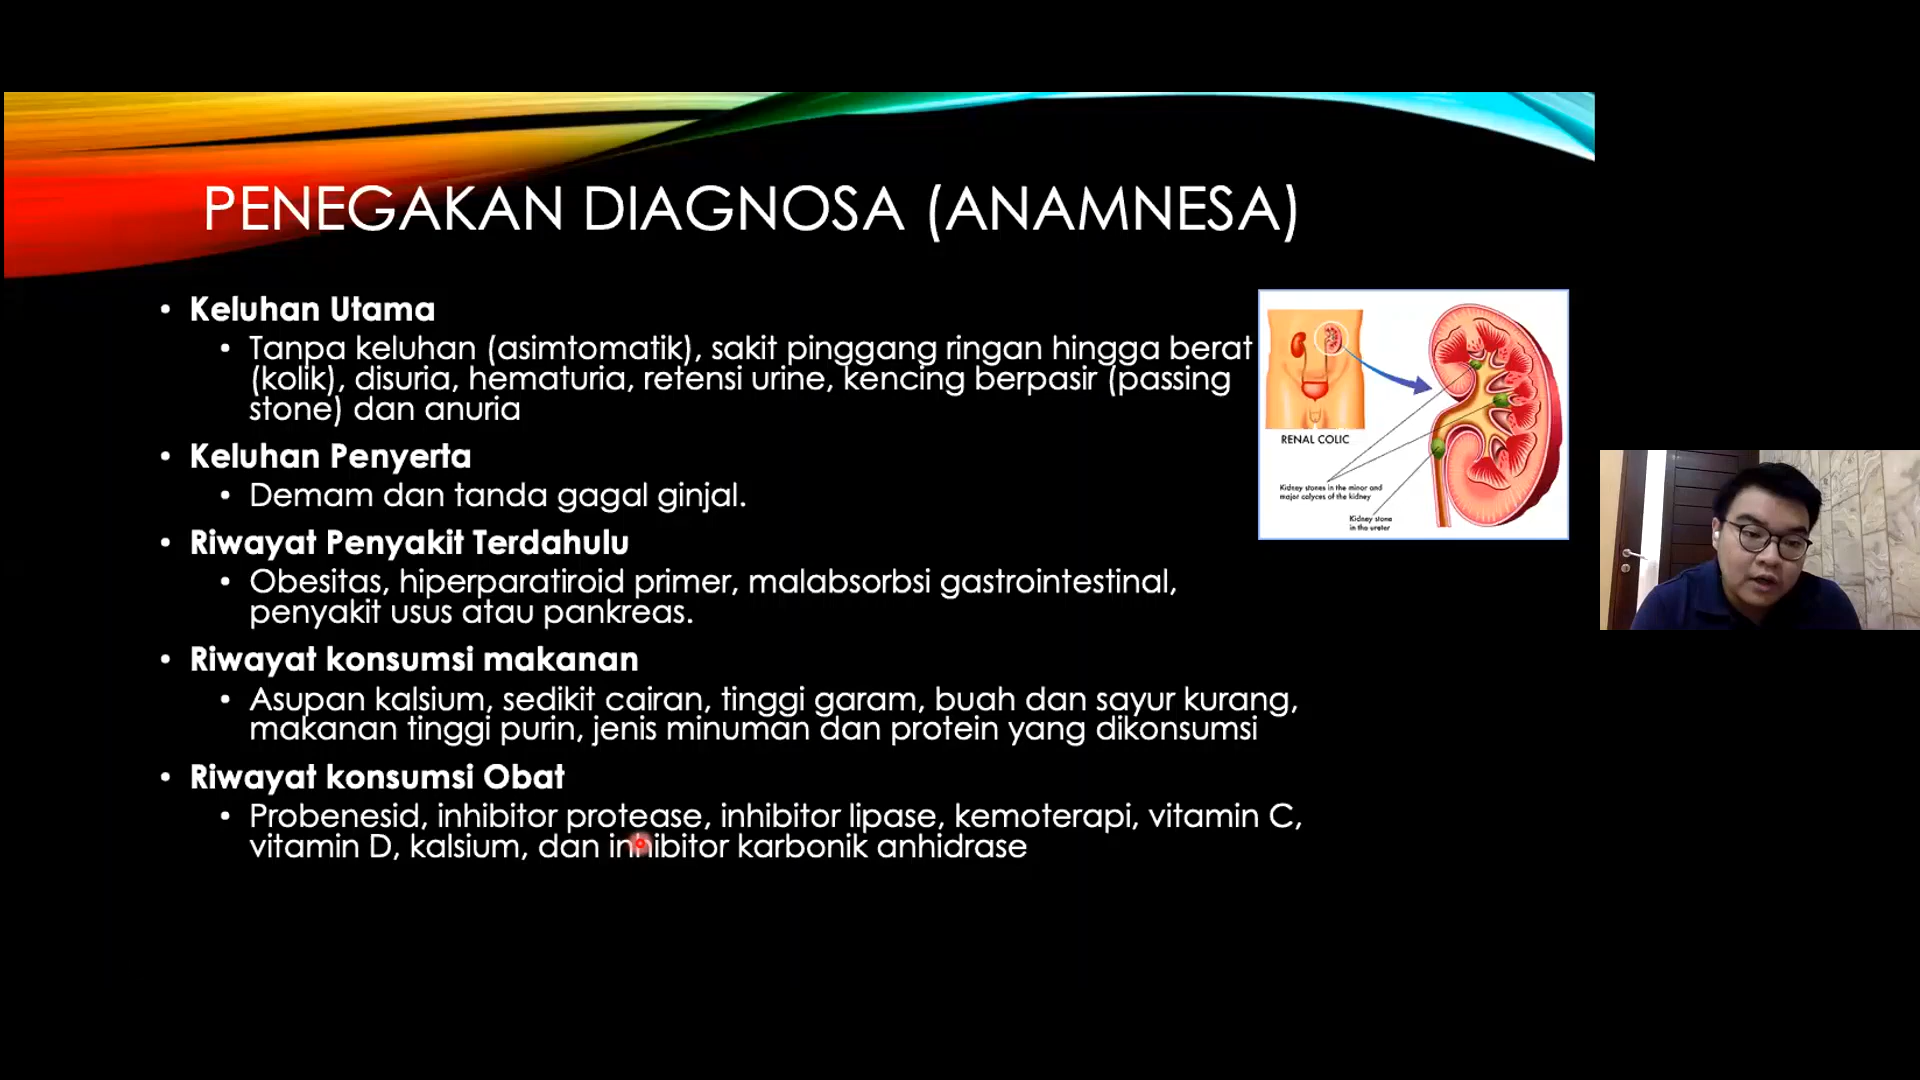 PENEGAKAN DIAGNOSA (ANAMNESA)
• Keluhan Utama
• Tanpa keluhan (asimtomatik), sakit pinggang ringan hingga berat
(kolik), disuria, hematuria, retensi urine, kencing berpasir (passing
stone) dan anuria
• Keluhan Penyerta
• Demam dan tanda gagal ginjal.
• Riwayat Penyakit Terdahulu
• Obesitas, hiperparatiroid primer, malabsorbsi gastrointestinal,
penyakit usus atau pankreas.
• Riwayat konsumsi makanan
• Asupan kalsium, sedikit cairan, tinggi garam, buah dan sayur kurang,
makanan tinggi purin, jenis minuman dan protein yang dikonsumsi
• Riwayat konsumsi Obat
• Probenesid, inhibitor protease, inhibitor lipase, kemoterapi, vitamin C,
vitamin D, kalsium, dan inhibitor karbonik anhidrase
RENAL COLIC
Kidney stones in the minor and
major calyces of the kidney
Kidney stone
in the ureter